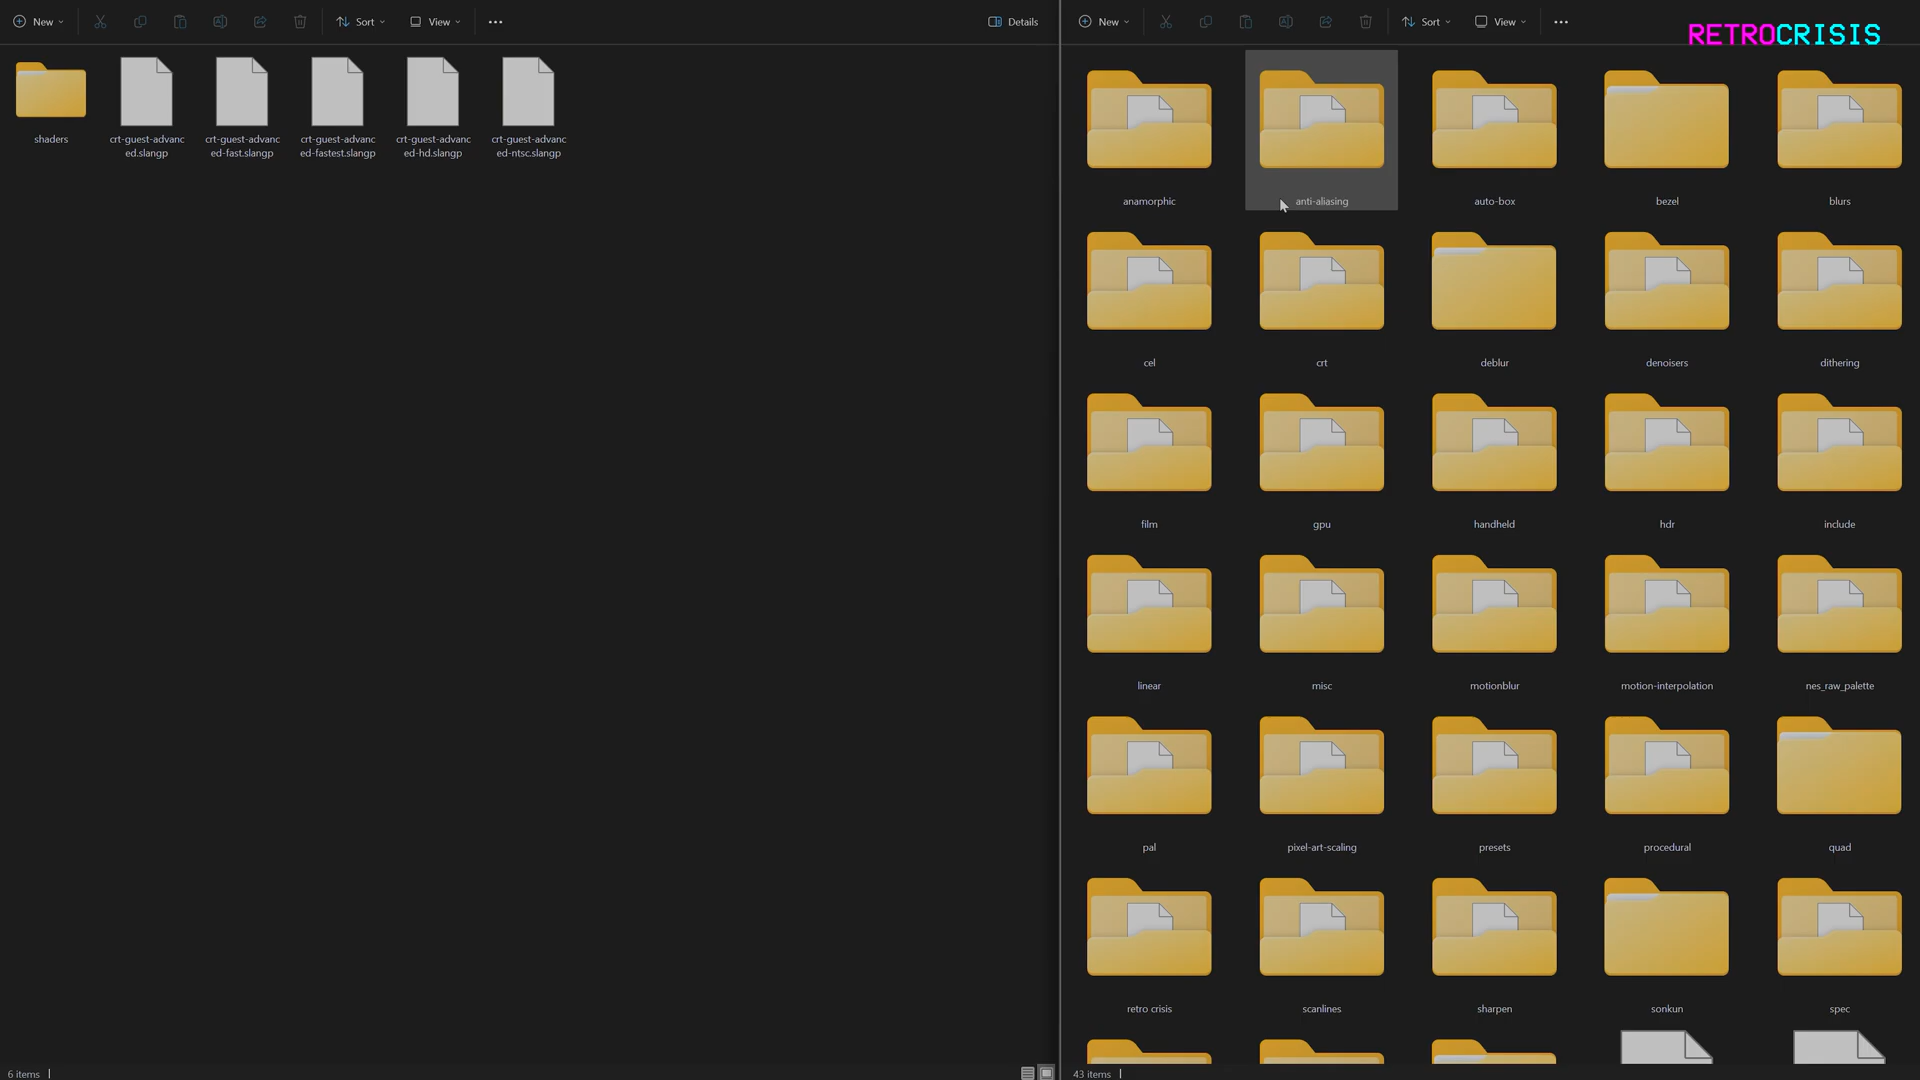 New
Sort
View
Details
New
Sort
View
RETROCRISIS
shaders
crt-guest-advanc
ed.slangp
crt-guest-advanc
ed-fast.slangp
crt-guest-advanc
ed-fastest.slangp
crt-guest-advanc
ed-hd.slangp
crt-guest-advanc
ed-ntsc.slangp
anamorphic
anti-aliasing
auto-box
bezel
blurs
cel
crt
deblur
denoisers
dithering
film
gpu
handheld
hdr
include
linear
misc
motionblur
motion-interpolation
nes_raw_palette
pal
pixel-art-scaling
presets
procedural
quad
retro crisis
scanlines
sharpen
sonkun
spec
6 items
43 items